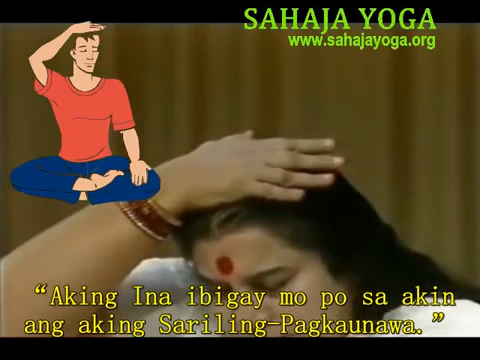 SAHAJA YOGA
www.sahajayoga.org
“Aking Ina ibigay mo po sa akin
ang aking Sariling-Pagkaunawa.”